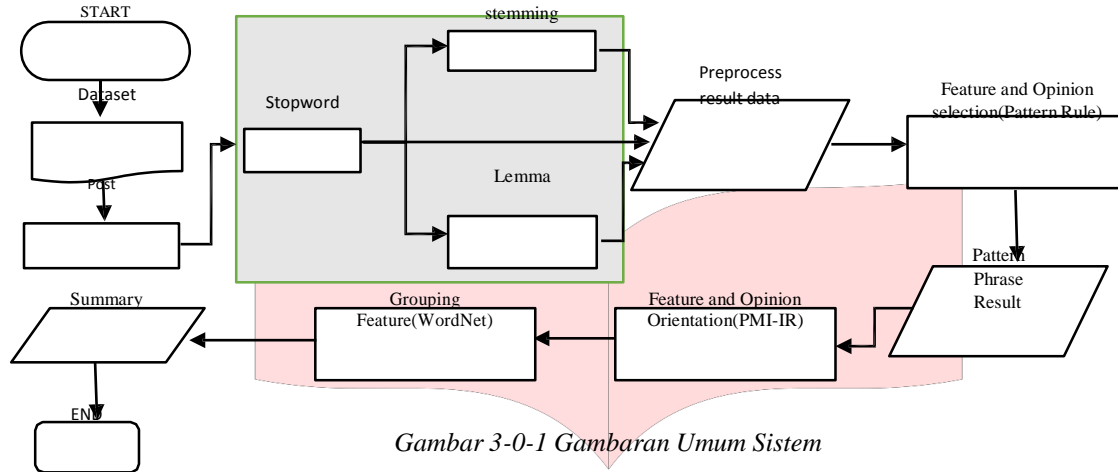 START
Dataset
Post
Stopword
stemming
Lemma
Preprocess
result data
Feature and Opinion
selection(Pattern Rule)
Pattern
Phrase
Result
Feature and Opinion
Orientation(PMI-IR)
Grouping
Feature(WordNet)
Summary
END
Gambar 3-0-1 Gambaran Umum Sistem